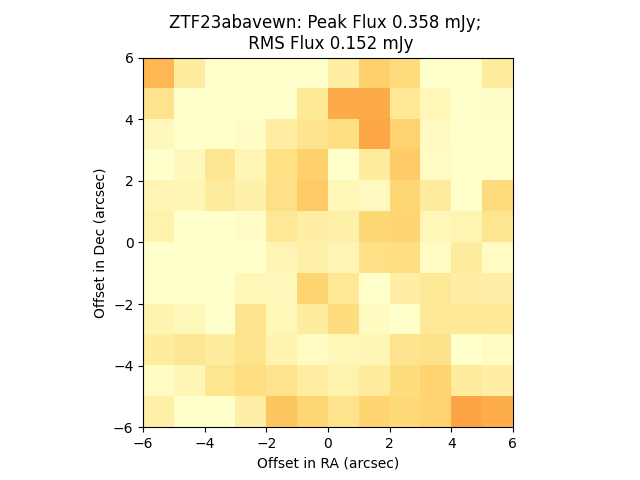 ZTF23abavewn: Peak Flux 0.358 mJy;
RMS Flux 0.152 mJy
6
4
2
0
−2
−4
−6
Offset in Dec (arcsec)
−6 −4 −2 0 2 4 6
Offset in RA (arcsec)